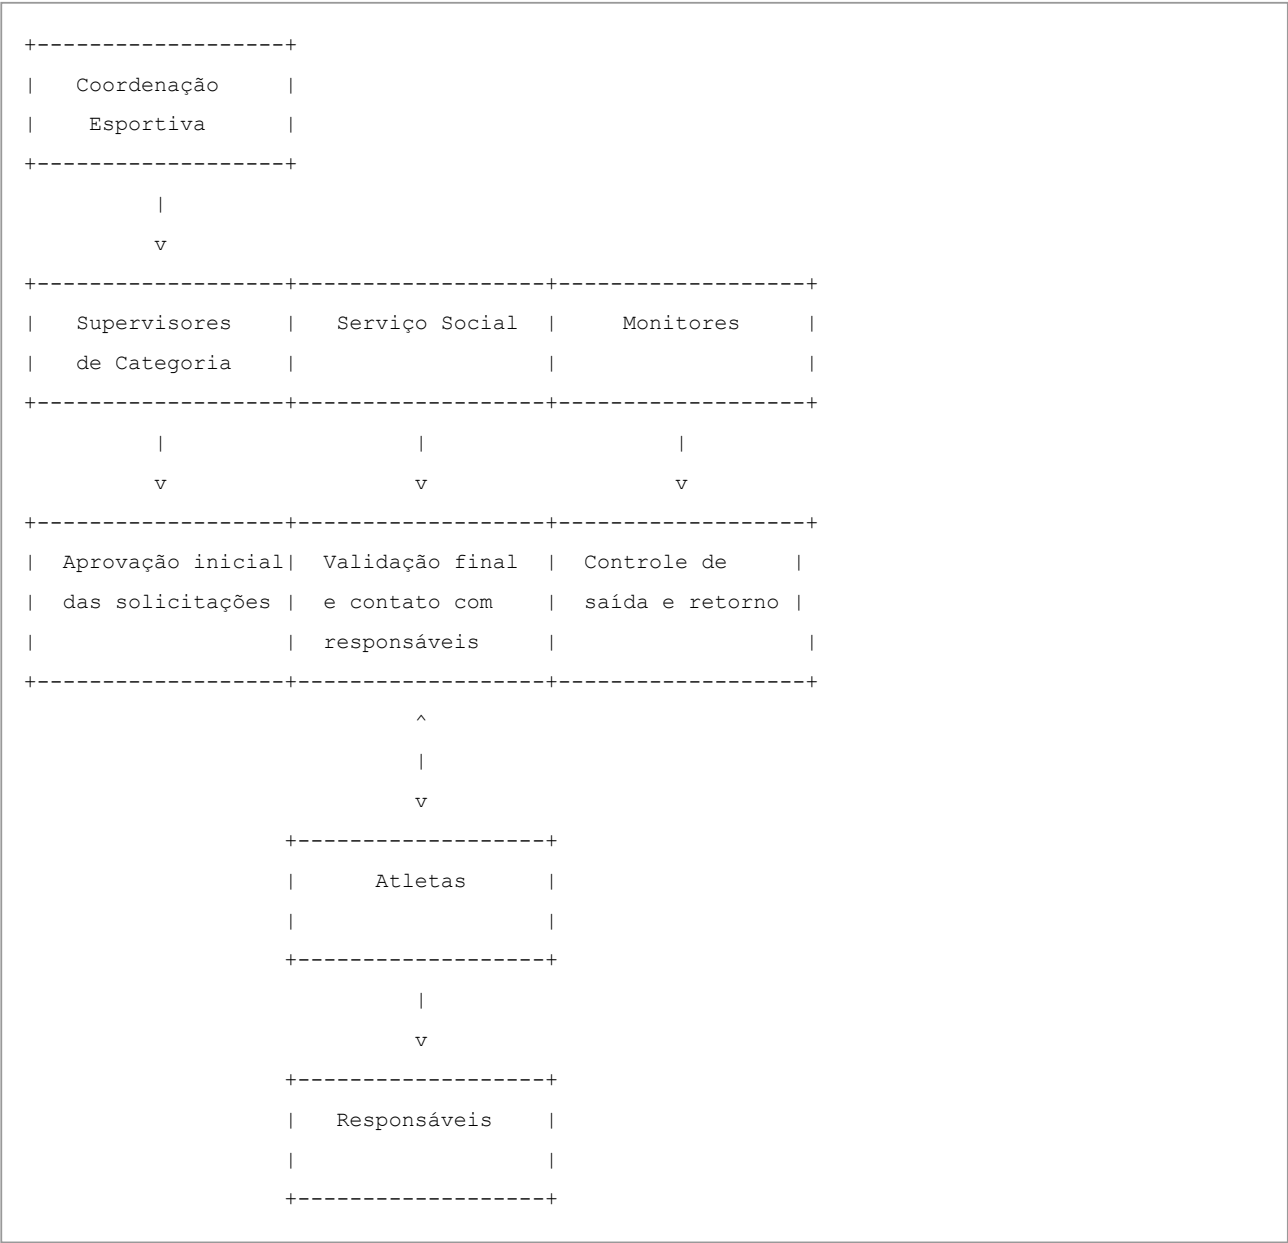 +-------------------+
|   Coordenação     |
|    Esportiva      |
+-------------------+
          |
          v
+-------------------+-------------------+-------------------+
|   Supervisores    |   Serviço Social  |     Monitores     |
|   de Categoria    |                   |                   |
+-------------------+-------------------+-------------------+
          |                   |                   |
          v                   v                   v
+-------------------+-------------------+-------------------+
|  Aprovação inicial|  Validação final  |  Controle de     |
|  das solicitações |  e contato com    |  saída e retorno |
|                   |  responsáveis     |                   |
+-------------------+-------------------+-------------------+
                              ^
                              |
                              v
                    +-------------------+
                    |      Atletas      |
                    |                   |
                    +-------------------+
                              |
                              v
                    +-------------------+
                    |   Responsáveis    |
                    |                   |
                    +-------------------+